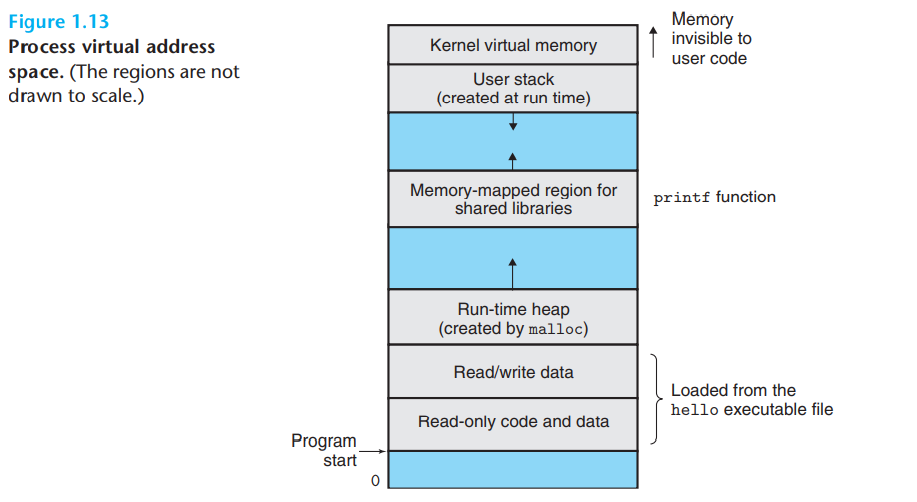 Figure 1.13
Process virtual address
space. (The regions are not
drawn to scale.)
Memory
invisible to
user code
Kernel virtual memory
User stack
(created at run time)
Memory-mapped region for
shared libraries
printf function
Run-time heap
(created by malloc)
Read/write data
Loaded from the
hello executable file
Read-only code and data
Program
start
0